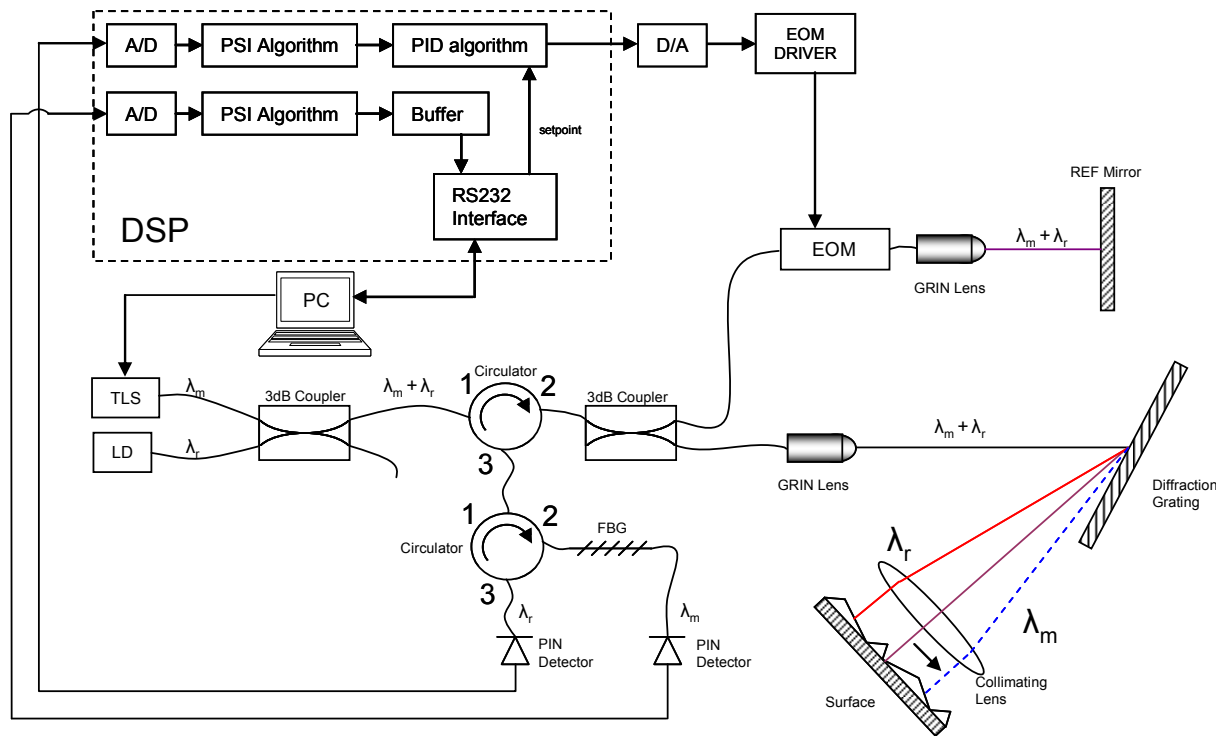 A/D
PSI Algorithm
PID algorithm
D/A
EOM
DRIVER
A/D
PSI Algorithm
Buffer
setpoint
RS232
Interface
DSP
REF Mirror
λm + λr
EOM
GRIN Lens
PC
TLS
λm
3dB Coupler
λm + λr
Circulator
1
2
3
3dB Coupler
LD
λr
λm + λr
GRIN Lens
Diffraction
Grating
1
2
3
Circulator
FBG
λr
λm
λr
λm
PIN
Detector
PIN
Detector
Surface
Collimating
Lens